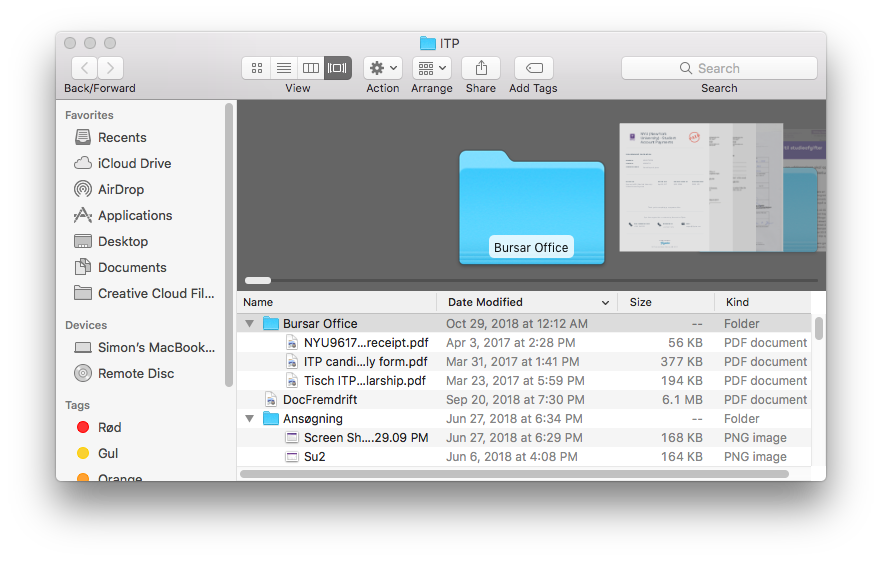 ITP
Search
Back/Forward View Action Arrange Share Add Tags Search
Favorites
Recents
iCloud Drive
AirDrop
Applications
Desktop
Documents
Creative Cloud Fil...
Devices
Simon's MacBook...
Remote Disc
Tags
Rød
Gul
Orange
Bursar Office
Name Date Modified Size Kind
Bursar Office Oct 29, 2018 at 12:12 AM -- Folder
NYU9617...receipt.pdf Apr 3, 2017 at 2:28 PM 56 KB PDF document
ITP candi...ly form.pdf Mar 31, 2017 at 1:41 PM 377 KB PDF document
Tisch ITP...larship.pdf Mar 23, 2017 at 5:59 PM 194 KB PDF document
DocFremdrift Sep 20, 2018 at 7:30 PM 6.1 MB PDF document
Ansøgning Jun 27, 2018 at 6:34 PM -- Folder
Screen Sh....29.09 PM Jun 27, 2018 at 6:29 PM 168 KB PNG image
Su2 Jun 6, 2018 at 4:08 PM 164 KB PNG image